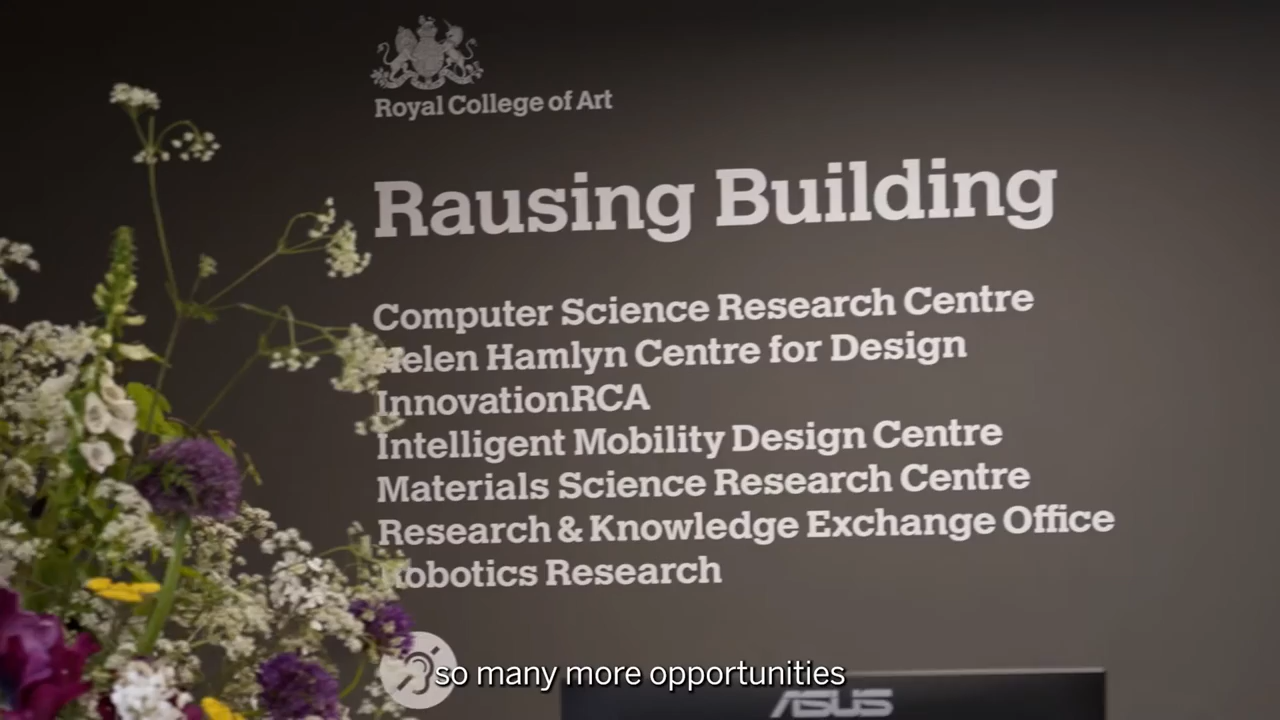 Royal College of Art
Rausing Building
Computer Science Research Centre
Helen Hamlyn Centre for Design
InnovationRCA
Intelligent Mobility Design Centre
Materials Science Research Centre
Research & Knowledge Exchange Office
Robotics Research
so many more opportunities
ASUS